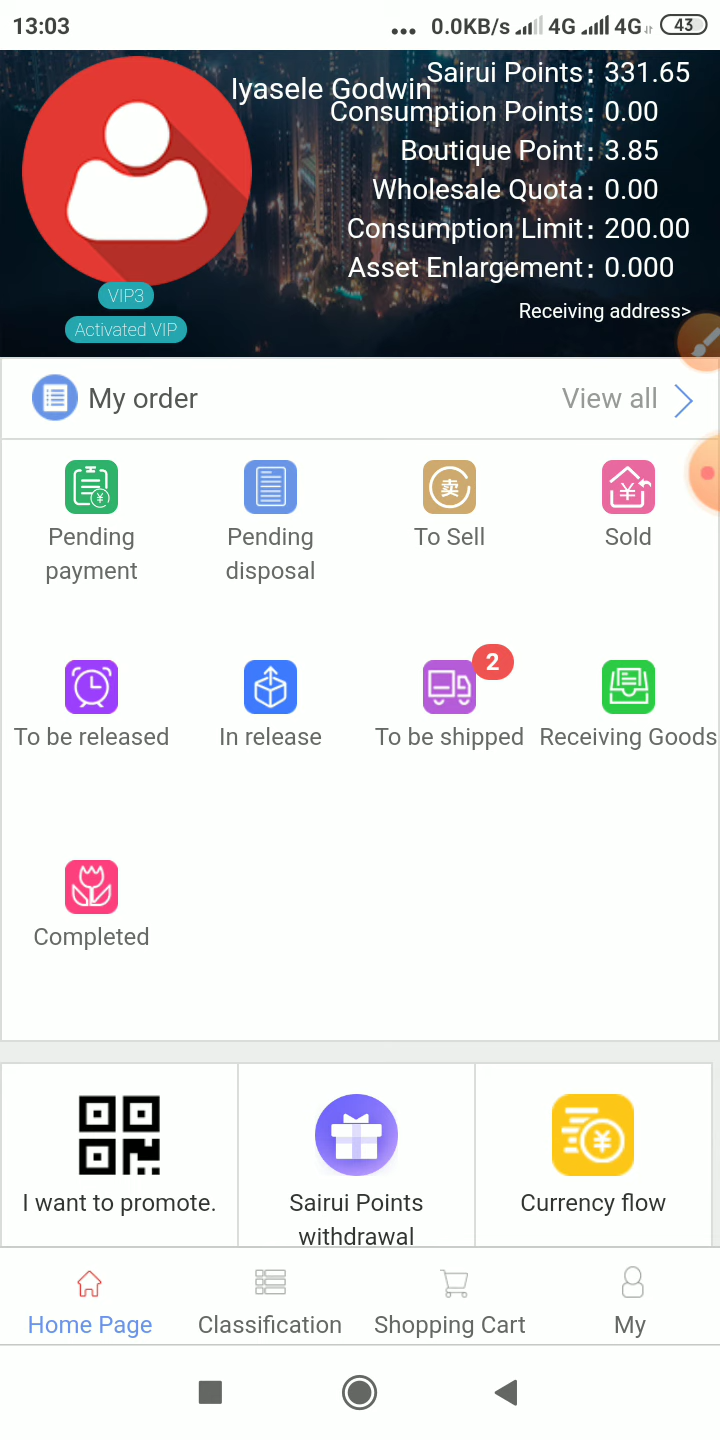 13:03
... 0.0KB/s 4G 4G 43
Iyasele Godwin
Sairui Points: 331.65
Consumption Points: 0.00
Boutique Point: 3.85
Wholesale Quota: 0.00
Consumption Limit: 200.00
Asset Enlargement: 0.000
VIP3
Activated VIP
Receiving address>
My order
View all
Pending
payment
Pending
disposal
卖
To Sell
Sold
To be released
In release
2
To be shipped
Receiving Goods
Completed
I want to promote.
Sairui Points
withdrawal
Currency flow
Home Page
Classification
Shopping Cart
My